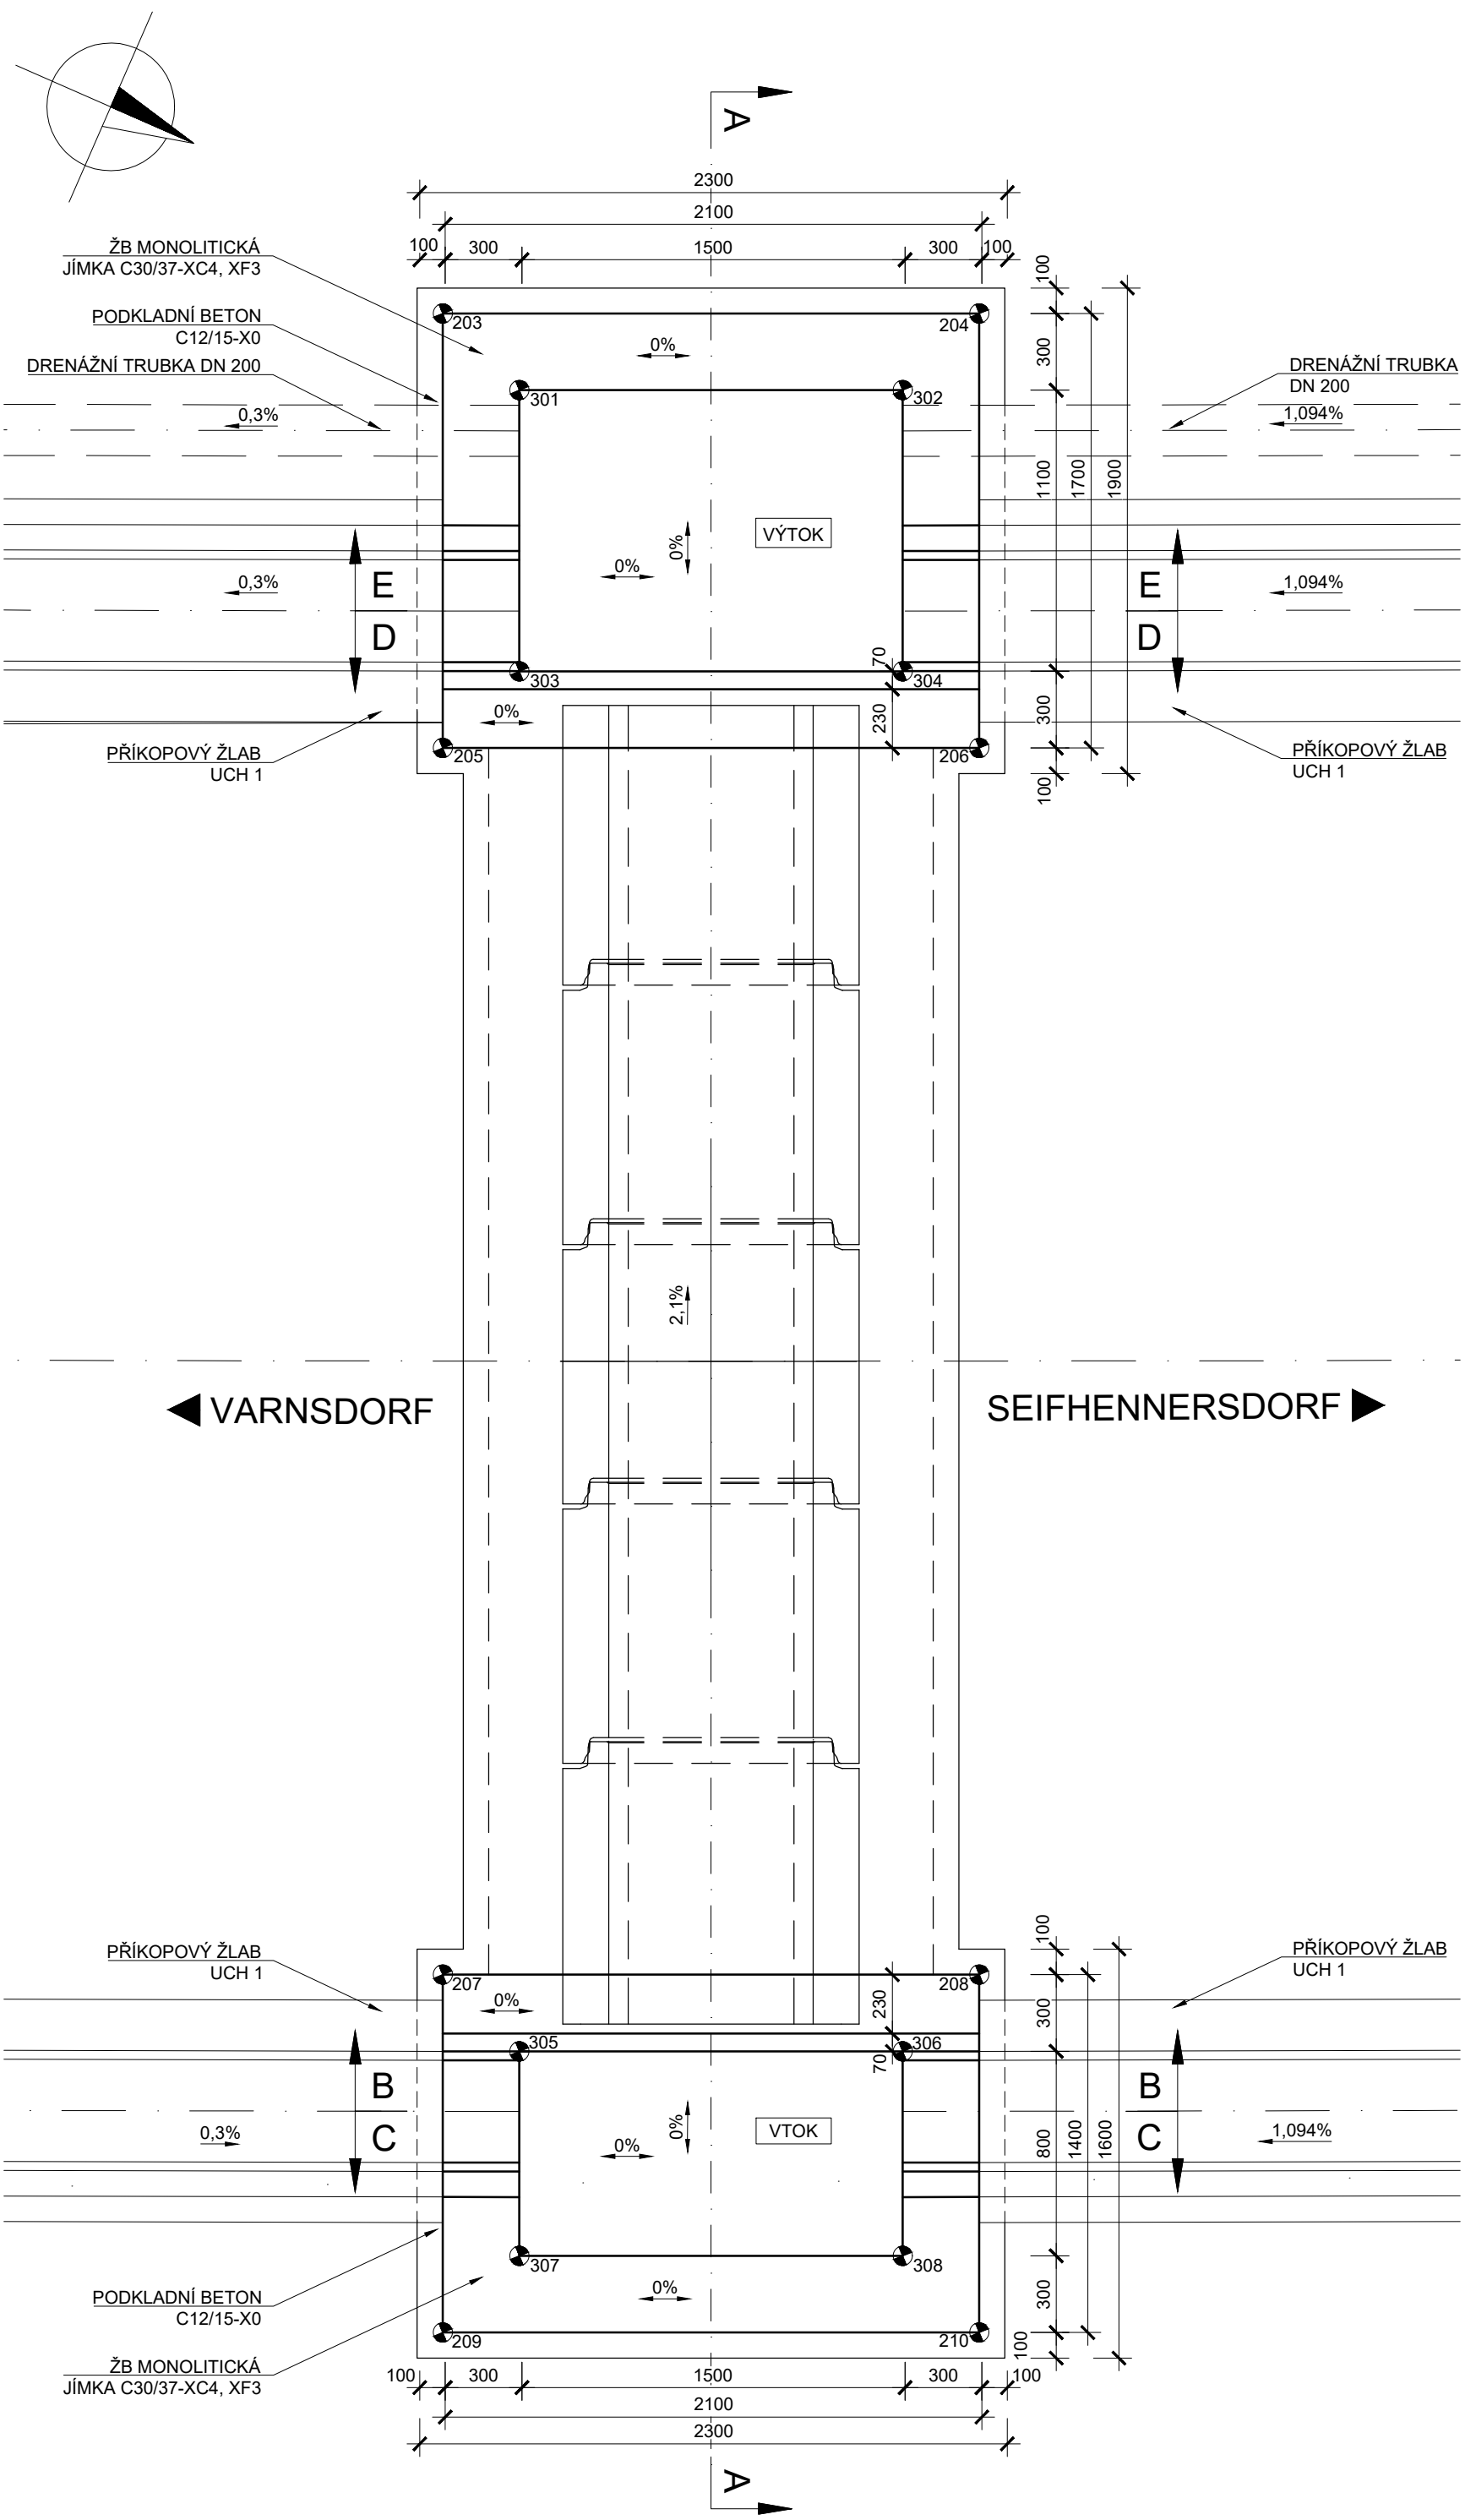 A
2300
2100
100
300
1500
300
100
ŽB MONOLITICKÁ
JÍMKA C30/37-XC4, XF3
PODKLADNÍ BETON
C12/15-X0
DRENÁŽNÍ TRUBKA DN 200
0,3%
203
204
0%
301
302
100
300
1100
1700
1900
DRENÁŽNÍ TRUBKA
DN 200
1,094%
VÝTOK
0%
0%
0,3%
E
D
E
D
1,094%
70
303
304
0%
230
300
205
206
100
PŘÍKOPOVÝ ŽLAB
UCH 1
PŘÍKOPOVÝ ŽLAB
UCH 1
2,1%
VARNSDORF
SEIFHENNERSDORF
PŘÍKOPOVÝ ŽLAB
UCH 1
PŘÍKOPOVÝ ŽLAB
UCH 1
100
207
208
0%
230
300
305
306
70
B
C
B
C
0,3%
0%
0%
VTOK
800
1400
1600
1,094%
307
308
0%
300
PODKLADNÍ BETON
C12/15-X0
209
210
100
ŽB MONOLITICKÁ
JÍMKA C30/37-XC4, XF3
100
300
1500
300
100
2100
2300
A